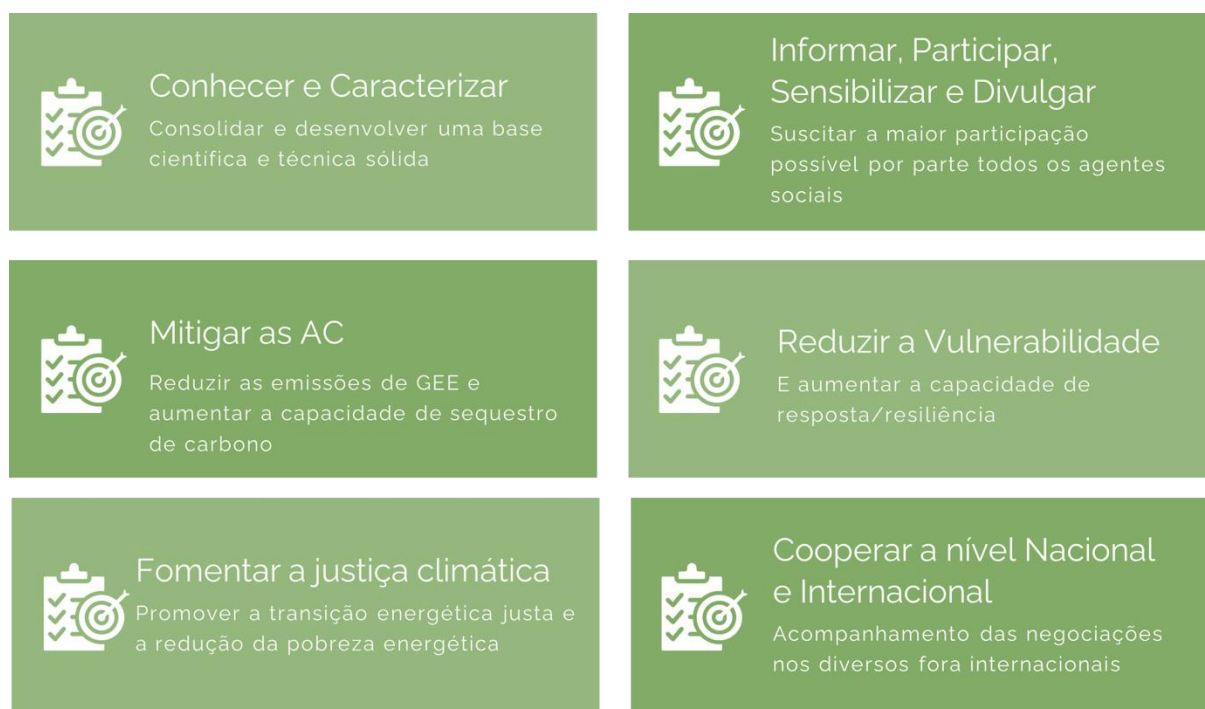 Conhecer e Caracterizar
Consolidar e desenvolver uma base
científica e técnica sólida
Informar, Participar,
Sensibilizar e Divulgar
Suscitar a maior participação
possível por parte todos os agentes
sociais
Mitigar as AC
Reduzir as emissões de GEE e
aumentar a capacidade de sequestro
de carbono
Reduzir a Vulnerabilidade
E aumentar a capacidade de
resposta/resiliência
Fomentar a justiça climática
Promover a transição energética justa e
a redução da pobreza energética
Cooperar a nível Nacional
e Internacional
Acompanhamento das negociações
nos diversos fora internacionais